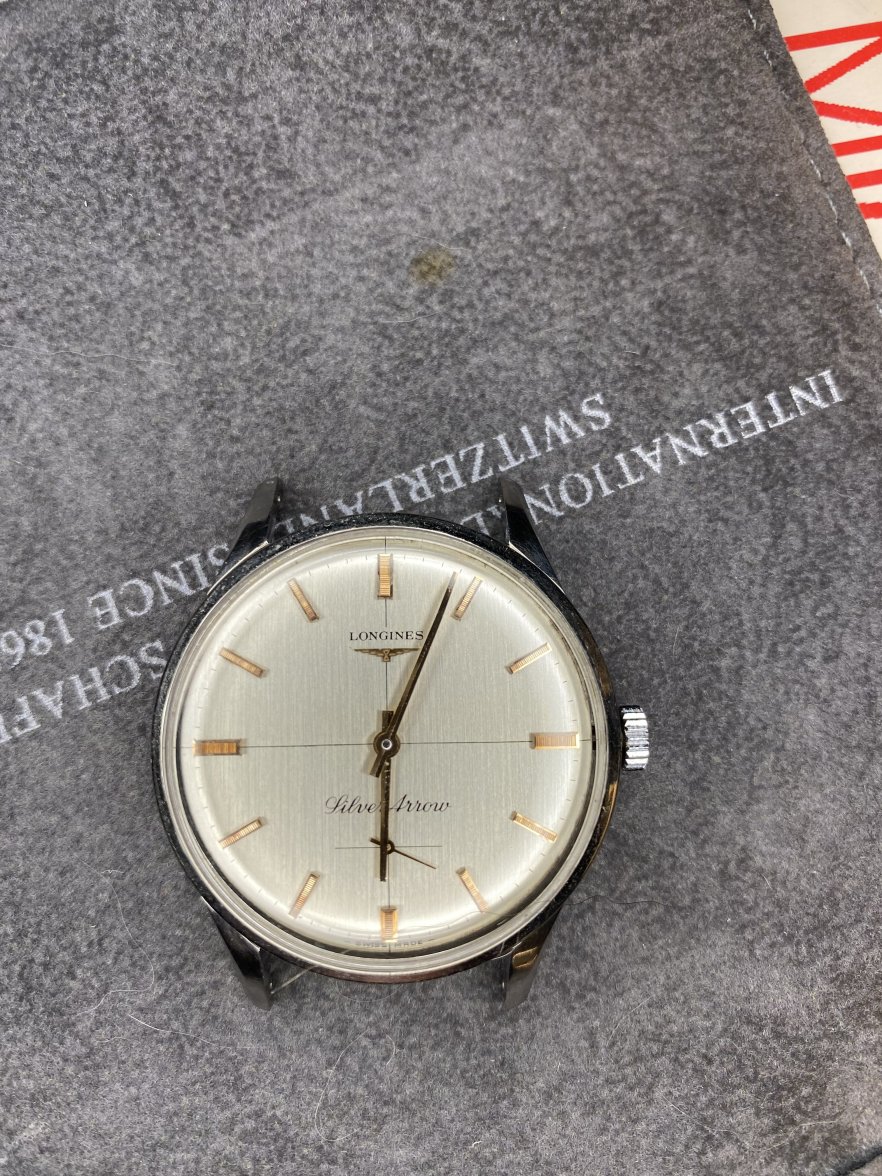 LONGINES
Silver Arrow
SWISS MADE
INTERNATIONAL
SWITZERLAND SINCE 186
SCHAFF